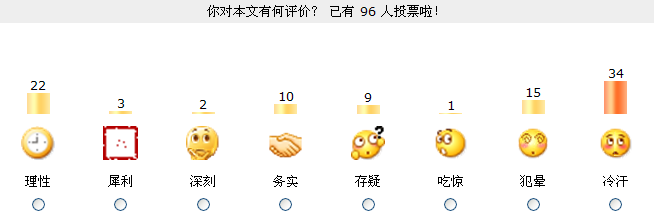 你对本文有何评价？ 已有 96 人投票啦！
22 3 2 10 9 1 15 34
理性 犀利 深刻 务实 存疑 吃惊 犯晕 冷汗